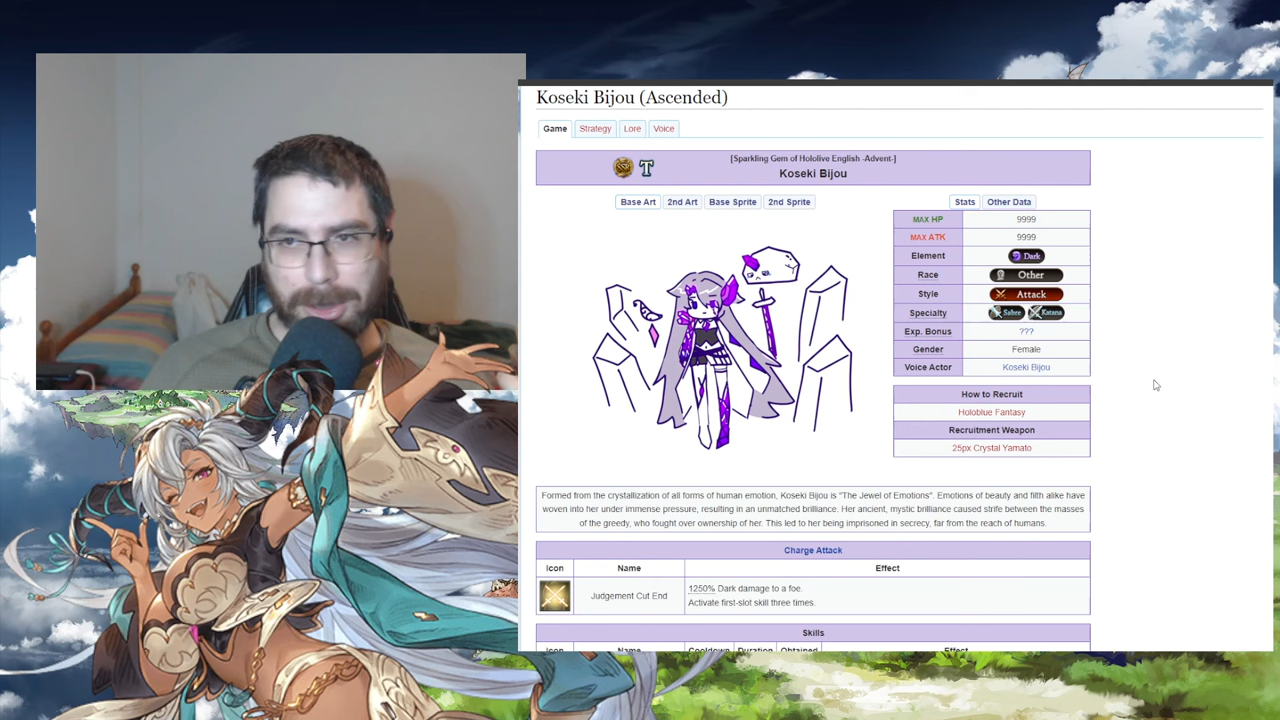 Koseki Bijou (Ascended)
Game Strategy Lore Voice
[Sparkling Gem of Hololive English -Advent-]
T Koseki Bijou
Base Art 2nd Art Base Sprite 2nd Sprite
Stats Other Data
MAX HP 9999
MAX ATK 9999
Element Dark
Race Other
Style Attack
Specialty Sabre Katana
Exp. Bonus ???
Gender Female
Voice Actor Koseki Bijou
How to Recruit
Holoblue Fantasy
Recruitment Weapon
25px Crystal Yamato
Formed from the crystallization of all forms of human emotion, Koseki Bijou is "The Jewel of Emotions". Emotions of beauty and filth alike have
woven into her under immense pressure, resulting in an unmatched brilliance. Her ancient, mystic brilliance caused strife between the masses
of the greedy, who fought over ownership of her. This led to her being imprisoned in secrecy, far from the reach of humans.
Charge Attack
Icon Name Effect
Judgement Cut End
1250% Dark damage to a foe.
Activate first-slot skill three times.
Skills
Icon Name Cooldown Duration Obtained Effect